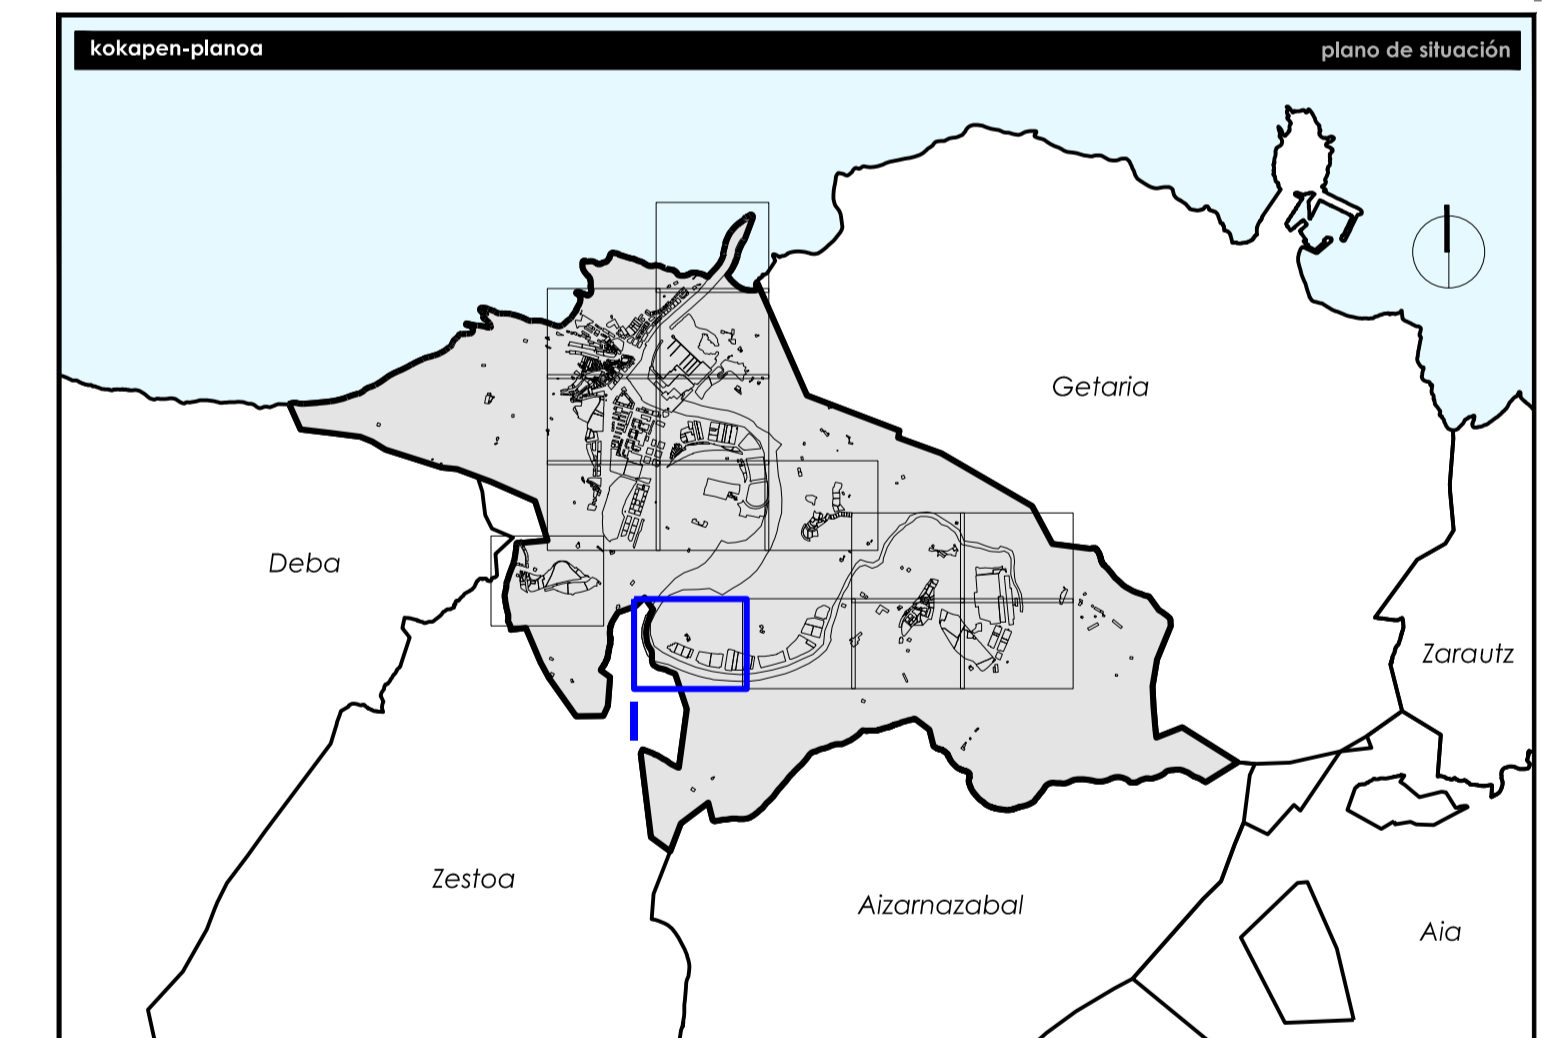 kokapen-planoa
plano de situación
Getaria
Deba
Zarautz
Zestoa
Aizarnazabal
Aia